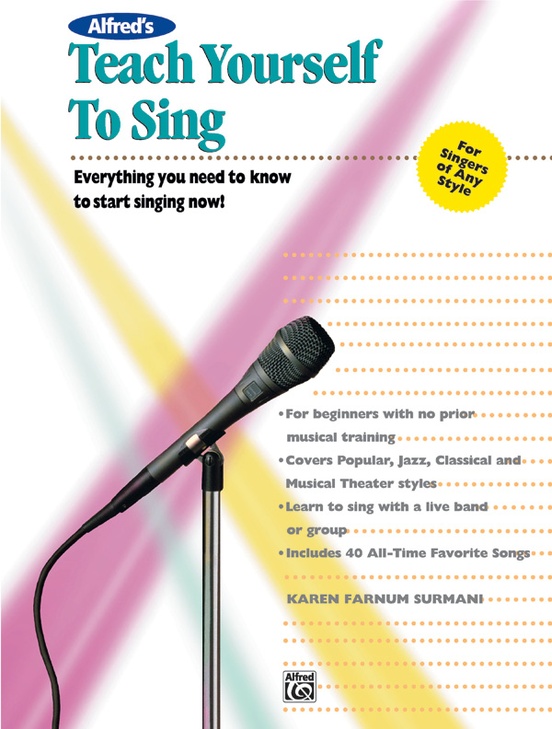 Alfred's
Teach Yourself
To Sing
Everything you need to know
to start singing now!
For
Singers
of Any
Style
•For beginners with no prior
musical training
•Covers Popular, Jazz, Classical and
Musical Theater styles
•Learn to sing with a live band
or group
•Includes 40 All-Time Favorite Songs
KAREN FARNUM SURMANI
Alfred